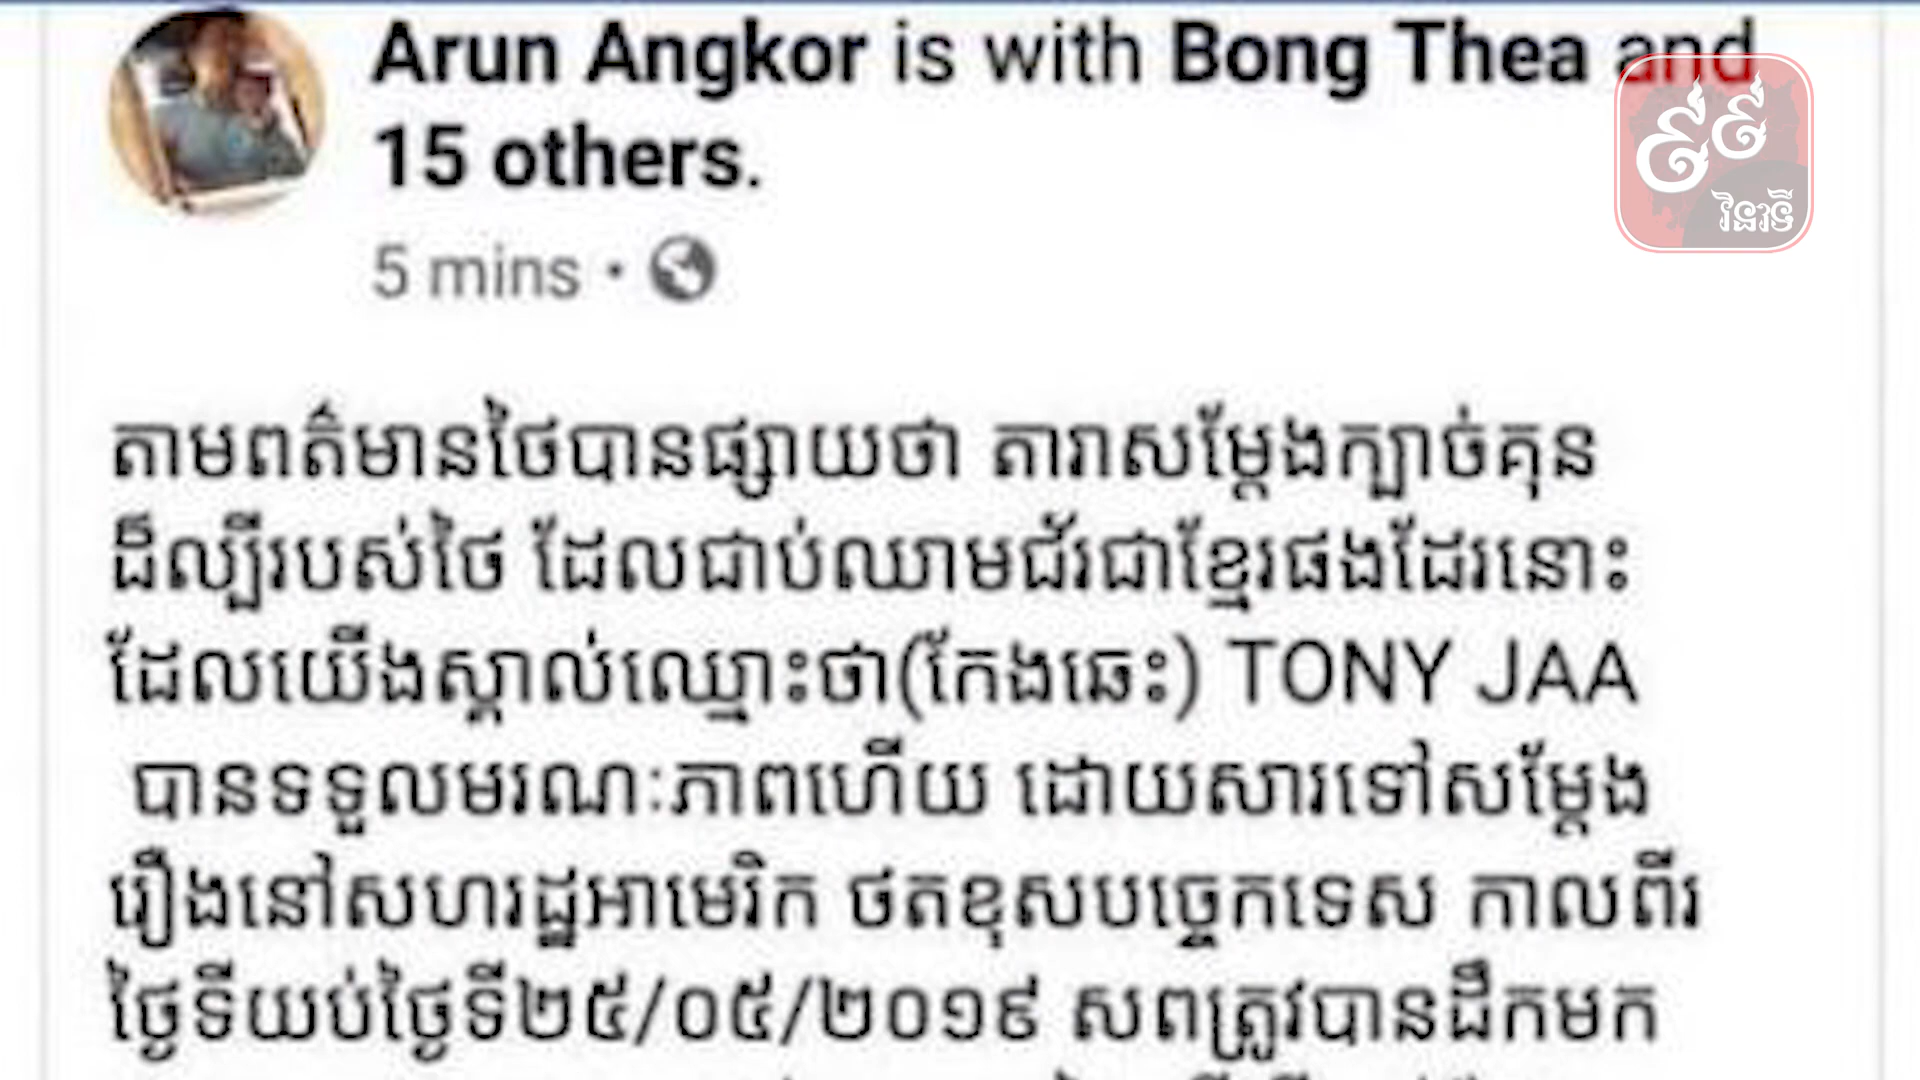 Arun Angkor is with Bong Thea and
15 others.
5 mins ·
៥៥
វិនាទី
តាមពត៌មានថៃបានផ្សាយថា តារាសម្តែងក្បាច់គុន
ដ៏ល្បីរបស់ថៃ ដែលជាប់ឈាមជ័រជាខ្មែរផងដែរនោះ
ដែលយើងស្គាល់ឈ្មោះថា(កែងឆេះ) TONY JAA
បានទទួលមរណៈភាពហើយ ដោយសារទៅសម្តែង
រឿងនៅសហរដ្ឋអាមេរិក ថតខុសបច្ចេកទេស កាលពីរ
ថ្ងៃទីយប់ថ្ងៃទី២៥/០៥/២០១៩ សពត្រូវបានដឹកមក